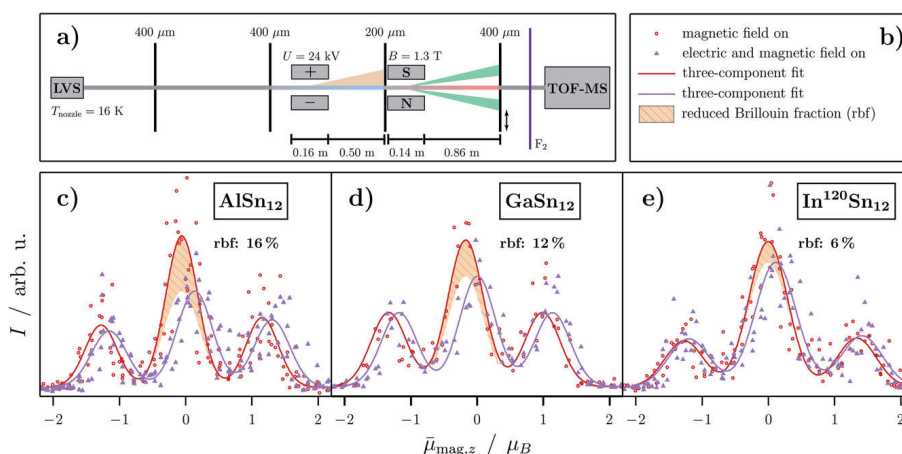 a)
400 μm
400 μm
200 μm
400 μm
U = 24 kV
B = 1.3 T
LVS
+
−
S
N
TOF-MS
T_nozzle = 16 K
F₂
0.16 m
0.50 m
0.14 m
0.86 m
b)
magnetic field on
electric and magnetic field on
three-component fit
three-component fit
reduced Brillouin fraction (rbf)
I / arb. u.
c)
AlSn₁₂
rbf: 16 %
d)
GaSn₁₂
rbf: 12 %
e)
In¹²⁰Sn₁₂
rbf: 6 %
−2 −1 0 1 2
−2 −1 0 1
−2 −1 0 1 2
μ̄_mag,z / μ_B